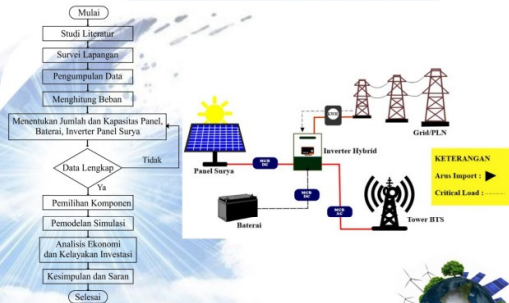 Mulai
Studi Literatur
Survei Lapangan
Pengumpulan Data
Menghitung Beban
Menentukan Jumlah dan Kapasitas Panel,
Baterai, Inverter Panel Surya
Data Lengkap
Tidak
Ya
Pemilihan Komponen
Pemodelan Simulasi
Analisis Ekonomi
dan Kelayakan Investasi
Kesimpulan dan Saran
Selesai
Grid/PLN
Inverter Hybrid
Panel Surya
MCB
DC
MCB
DC
MCB
AC
Baterai
Tower BTS
KETERANGAN
Arus Import :
Critical Load :